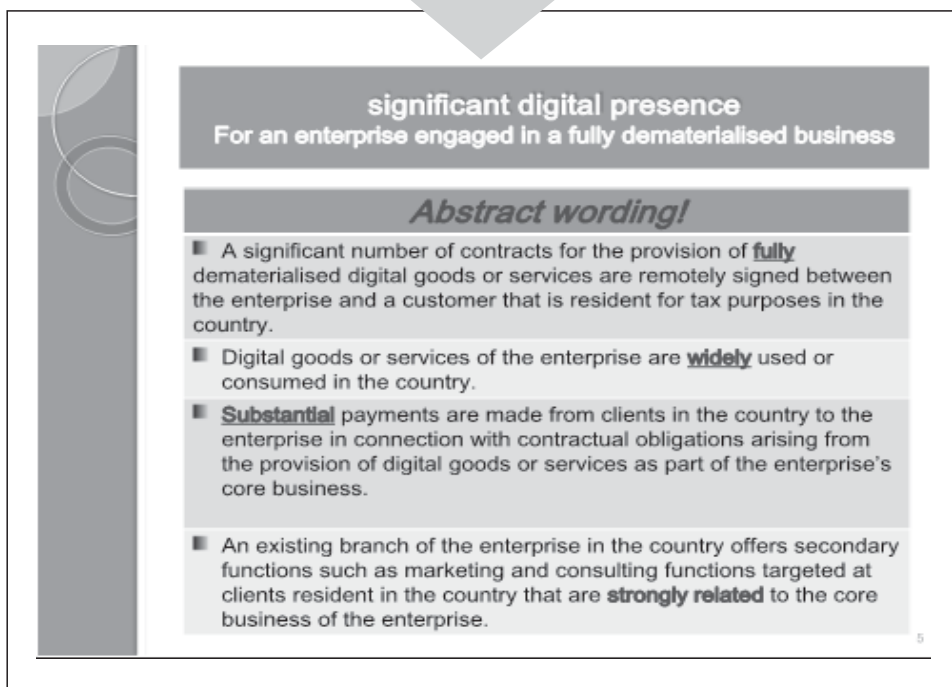 significant digital presence
For an enterprise engaged in a fully dematerialised business
Abstract wording!
A significant number of contracts for the provision of fully
dematerialised digital goods or services are remotely signed between
the enterprise and a customer that is resident for tax purposes in the
country.
Digital goods or services of the enterprise are widely used or
consumed in the country.
Substantial payments are made from clients in the country to the
enterprise in connection with contractual obligations arising from
the provision of digital goods or services as part of the enterprise's
core business.
An existing branch of the enterprise in the country offers secondary
functions such as marketing and consulting functions targeted at
clients resident in the country that are strongly related to the core
business of the enterprise.
5